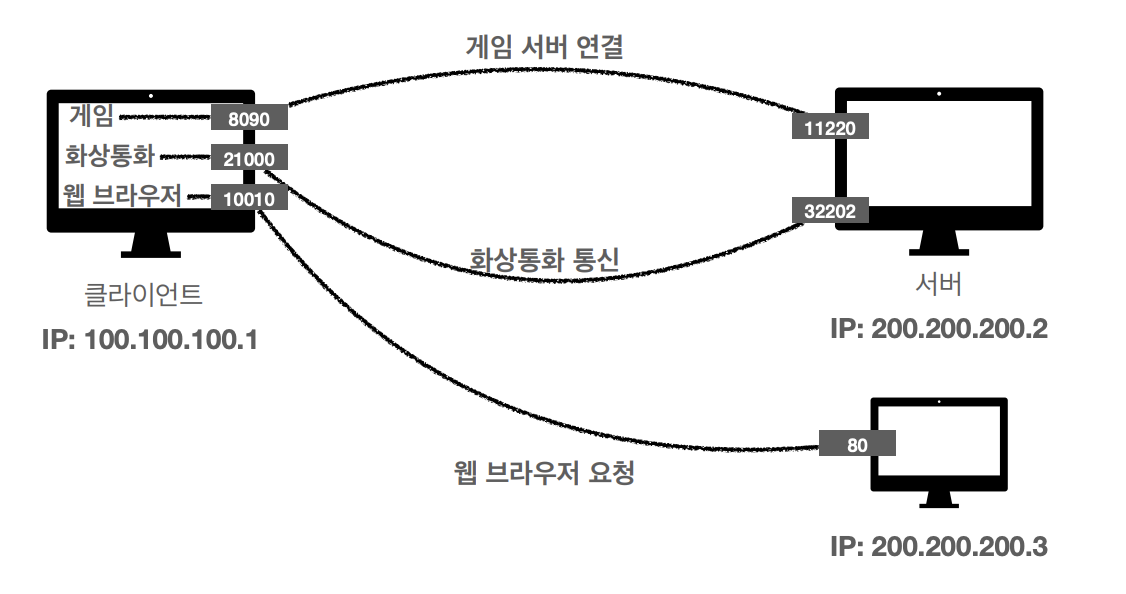 게임 서버 연결
게임
8090
화상통화
21000
웹 브라우저
10010
11220
32202
화상통화 통신
클라이언트
IP: 100.100.100.1
서버
IP: 200.200.200.2
80
웹 브라우저 요청
IP: 200.200.200.3